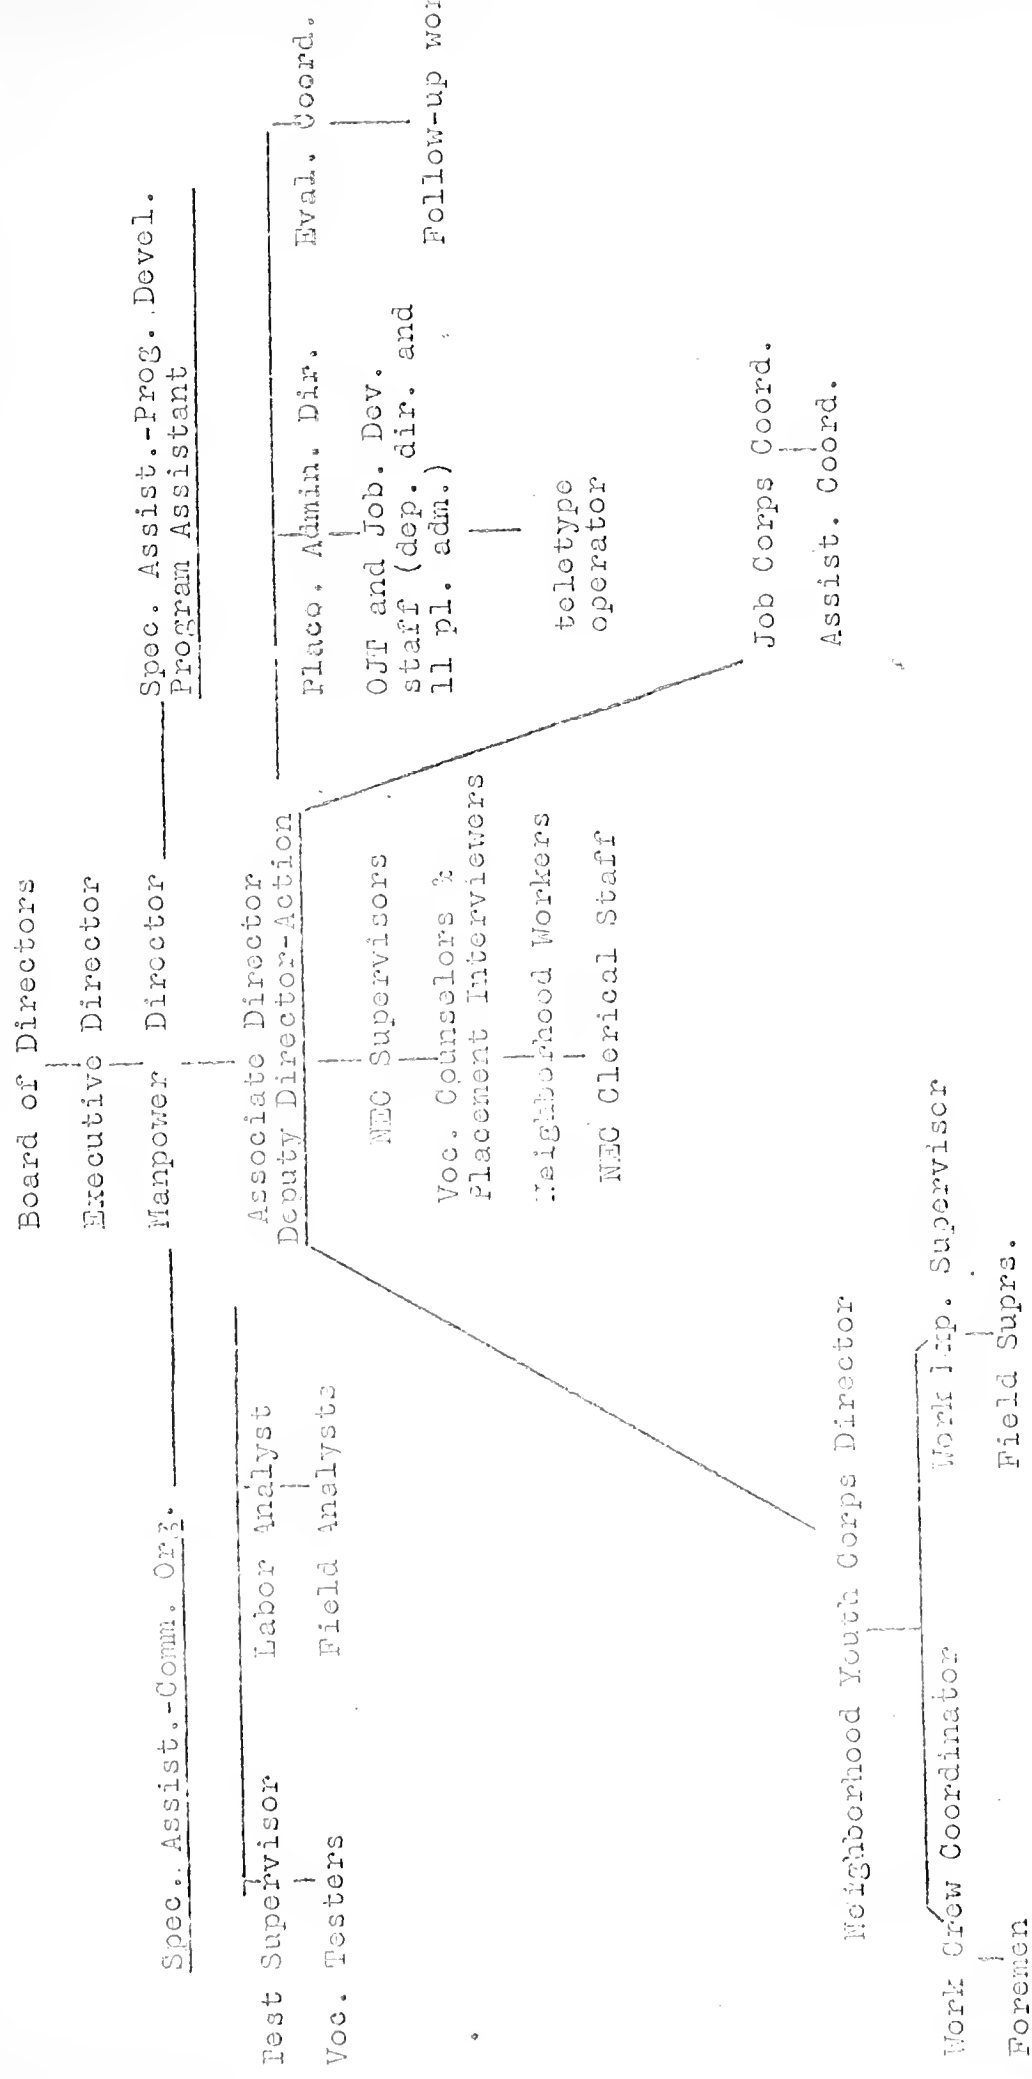 Board of Directors
Executive Director
Manpower Director
Spec. Assist.-Comm. Org.
Spec. Assist.-Prog. Devel.
Program Assistant
Associate Director
Deputy Director-Action
Test Supervisor
Voc. Testers
Labor Analyst
Field Analysts
NEC Supervisors
Voc. Counselors &
Placement Interviewers
Neighborhood Workers
NEC Clerical Staff
Place. Admin. Dir.
OJT and Job. Dev.
staff (dep. dir. and
11 pl. adm.)
teletype
operator
Eval. Coord.
Follow-up
Job Corps Coord.
Assist. Coord.
Neighborhood Youth Corps Director
Work Crew Coordinator
Foremen
Work Exp. Supervisor
Field Suprs.